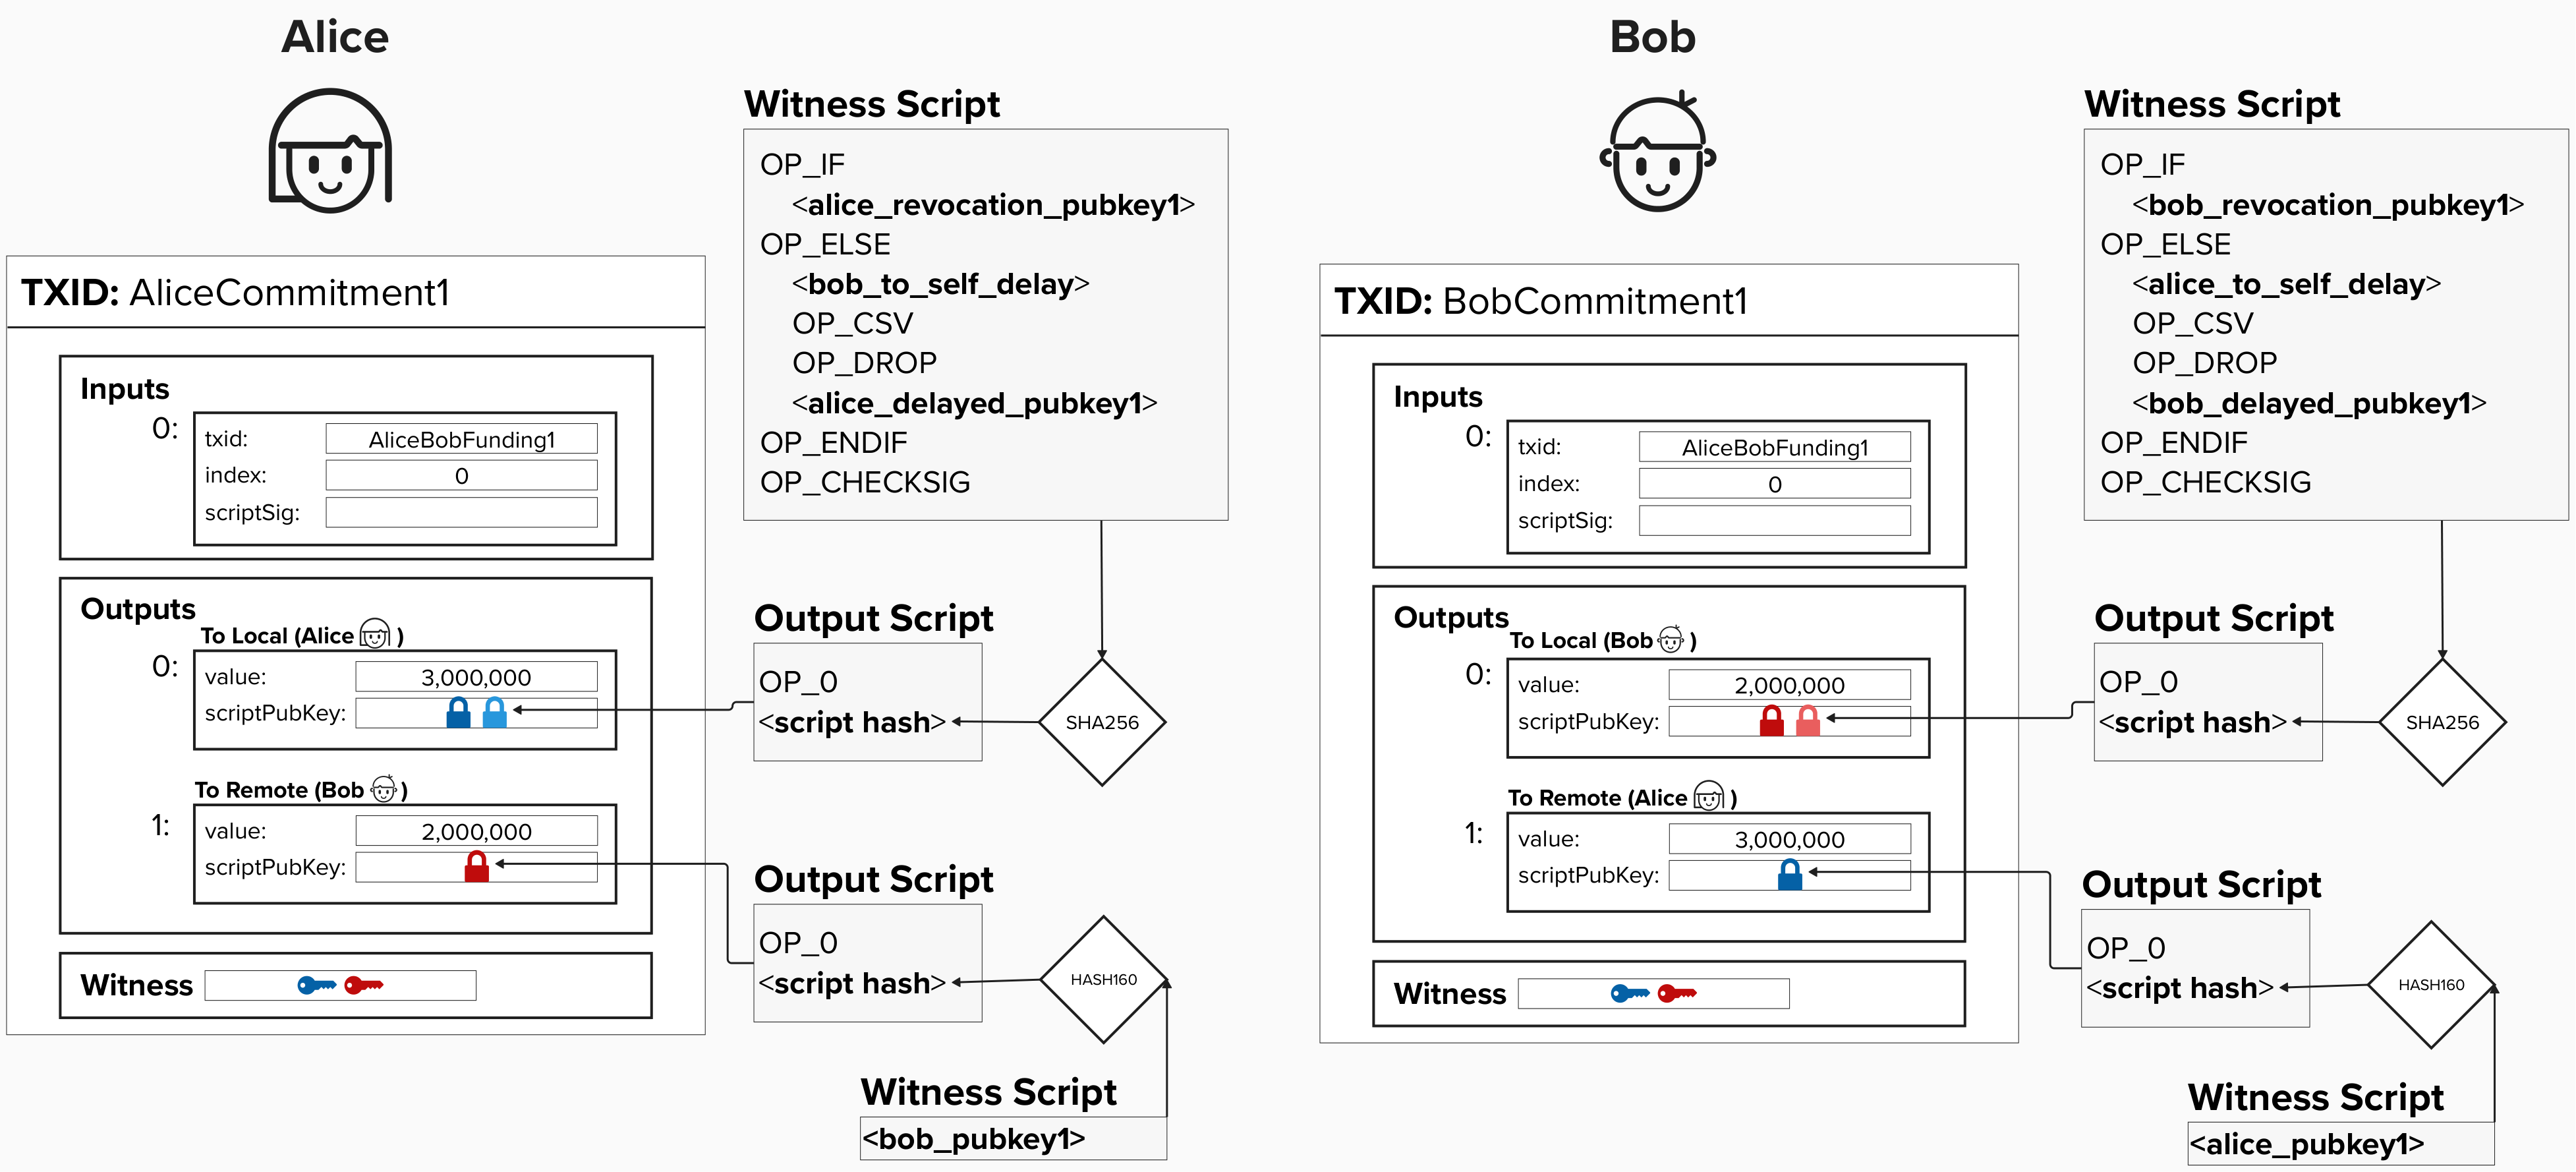 Alice
Witness Script
OP_IF
<alice_revocation_pubkey1>
OP_ELSE
<bob_to_self_delay>
OP_CSV
OP_DROP
<alice_delayed_pubkey1>
OP_ENDIF
OP_CHECKSIG
TXID: AliceCommitment1
Inputs
0:
txid: AliceBobFunding1
index: 0
scriptSig:
Outputs
To Local (Alice )
0:
value: 3,000,000
scriptPubKey:
To Remote (Bob )
1:
value: 2,000,000
scriptPubKey:
Witness
Output Script
OP_0
<script hash>
SHA256
Output Script
OP_0
<script hash>
HASH160
Witness Script
<bob_pubkey1>
Bob
Witness Script
OP_IF
<bob_revocation_pubkey1>
OP_ELSE
<alice_to_self_delay>
OP_CSV
OP_DROP
<bob_delayed_pubkey1>
OP_ENDIF
OP_CHECKSIG
TXID: BobCommitment1
Inputs
0:
txid: AliceBobFunding1
index: 0
scriptSig:
Outputs
To Local (Bob )
0:
value: 2,000,000
scriptPubKey:
To Remote (Alice )
1:
value: 3,000,000
scriptPubKey:
Witness
Output Script
OP_0
<script hash>
SHA256
Output Script
OP_0
<script hash>
HASH160
Witness Script
<alice_pubkey1>